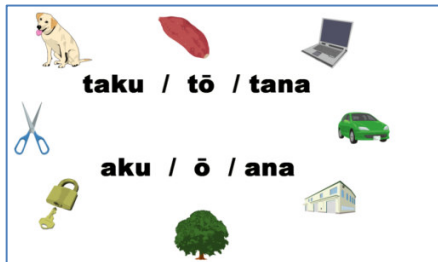 taku / tō / tana
aku / ō / ana